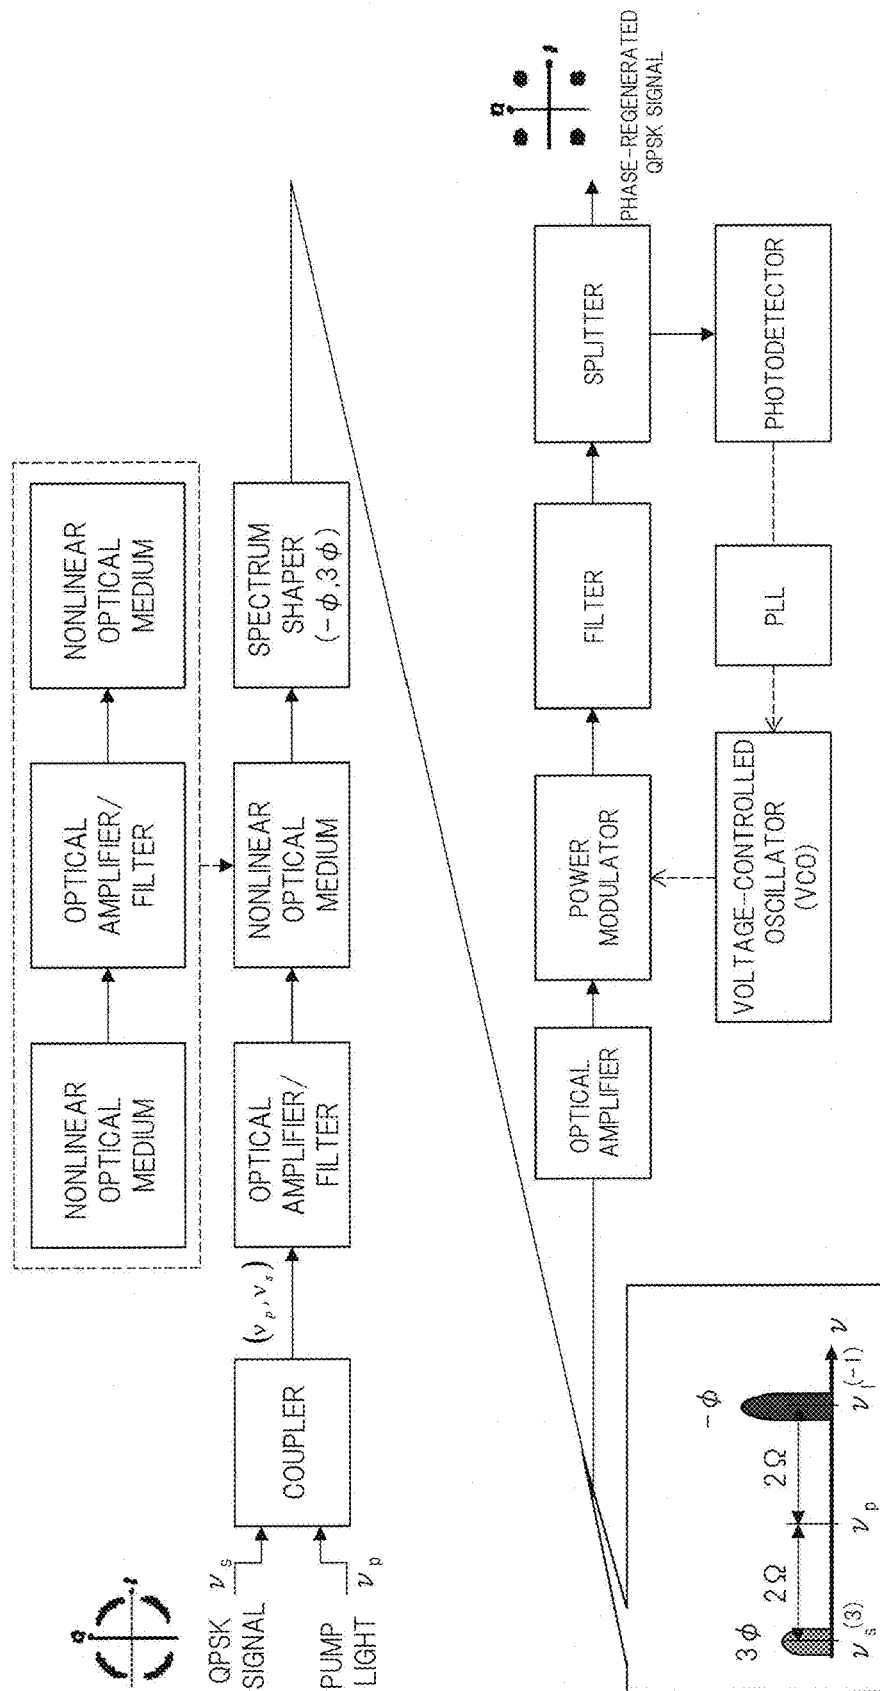 NONLINEAR
OPTICAL
MEDIUM
OPTICAL
AMPLIFIER/
FILTER
NONLINEAR
OPTICAL
MEDIUM
Q
I
QPSK
SIGNAL
ν_s
PUMP
LIGHT
ν_p
COUPLER
(ν_p, ν_s)
OPTICAL
AMPLIFIER/
FILTER
NONLINEAR
OPTICAL
MEDIUM
SPECTRUM
SHAPER
(-φ,3φ)
3φ
2Ω
2Ω
-φ
ν_s^(3)
ν_p
ν_I^(-1)
ν
OPTICAL
AMPLIFIER
POWER
MODULATOR
FILTER
SPLITTER
Q
I
PHASE-REGENERATED
QPSK SIGNAL
VOLTAGE-CONTROLLED
OSCILLATOR
(VCO)
PLL
PHOTODETECTOR